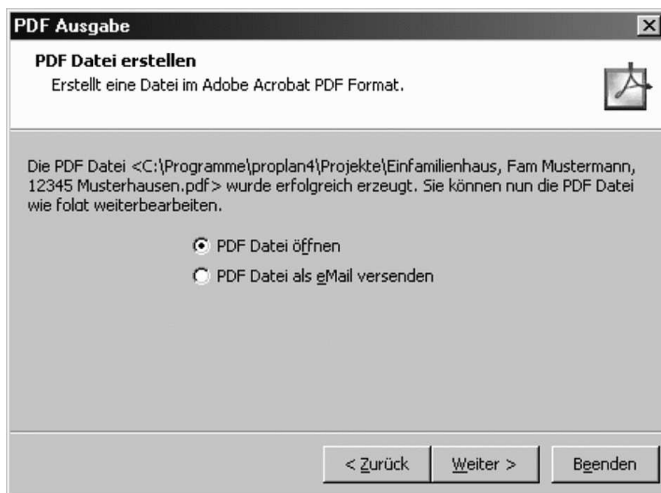 PDF Ausgabe
PDF Datei erstellen
Erstellt eine Datei im Adobe Acrobat PDF Format.
Die PDF Datei <C:\Programme\proplan4\Projekte\Einfamilienhaus, Fam Mustermann,
12345 Musterhausen.pdf> wurde erfolgreich erzeugt. Sie können nun die PDF Datei
wie folgt weiterbearbeiten.
PDF Datei öffnen
PDF Datei als eMail versenden
< Zurück
Weiter >
Beenden